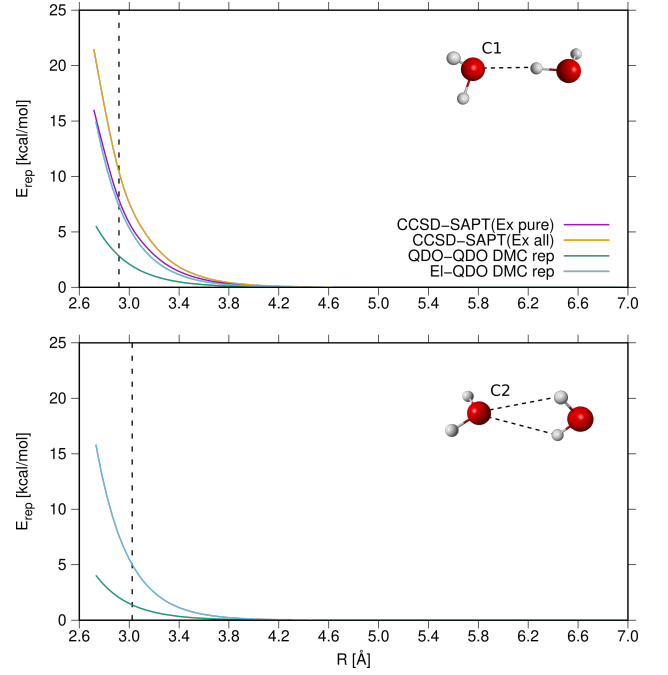 25
20
15
10
5
0
E_rep [kcal/mol]
C1
CCSD−SAPT(Ex pure)
CCSD−SAPT(Ex all)
QDO−QDO DMC rep
El−QDO DMC rep
2.6 3.0 3.4 3.8 4.2 4.6 5.0 5.4 5.8 6.2 6.6 7.0
25
20
15
10
5
0
E_rep [kcal/mol]
C2
2.6 3.0 3.4 3.8 4.2 4.6 5.0 5.4 5.8 6.2 6.6 7.0
R [Å]